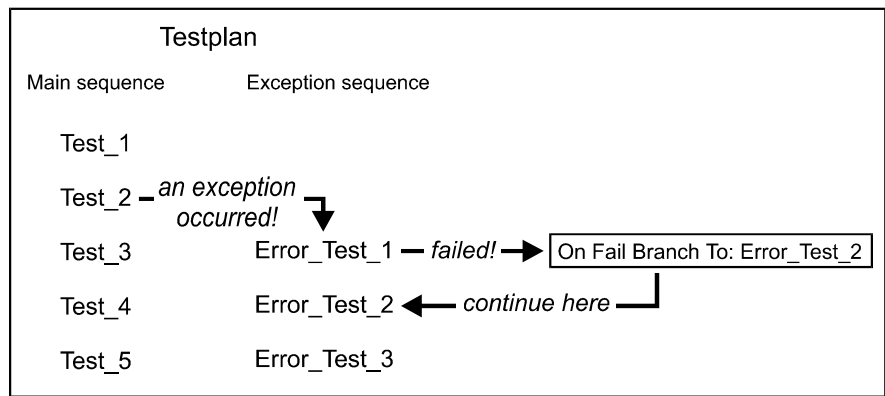 Testplan
Main sequence Exception sequence
Test_1
Test_2 an exception
occurred!
Test_3 Error_Test_1 failed! On Fail Branch To: Error_Test_2
Test_4 Error_Test_2 continue here
Test_5 Error_Test_3